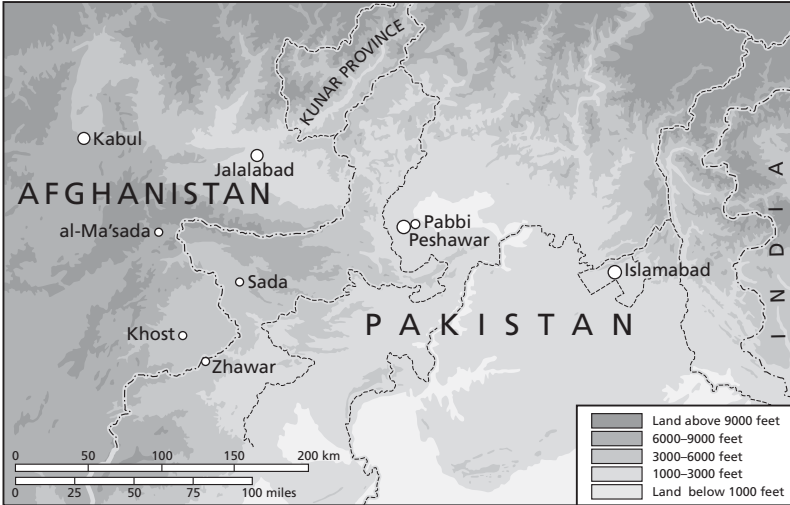 KUNAR PROVINCE
Kabul
Jalalabad
AFGHANISTAN
al-Ma'sada
Pabbi
Peshawar
INDIA
Islamabad
Sada
PAKISTAN
Khost
Zhawar
0 50 100 150 200 km
0 25 50 75 100 miles
Land above 9000 feet
6000–9000 feet
3000–6000 feet
1000–3000 feet
Land below 1000 feet